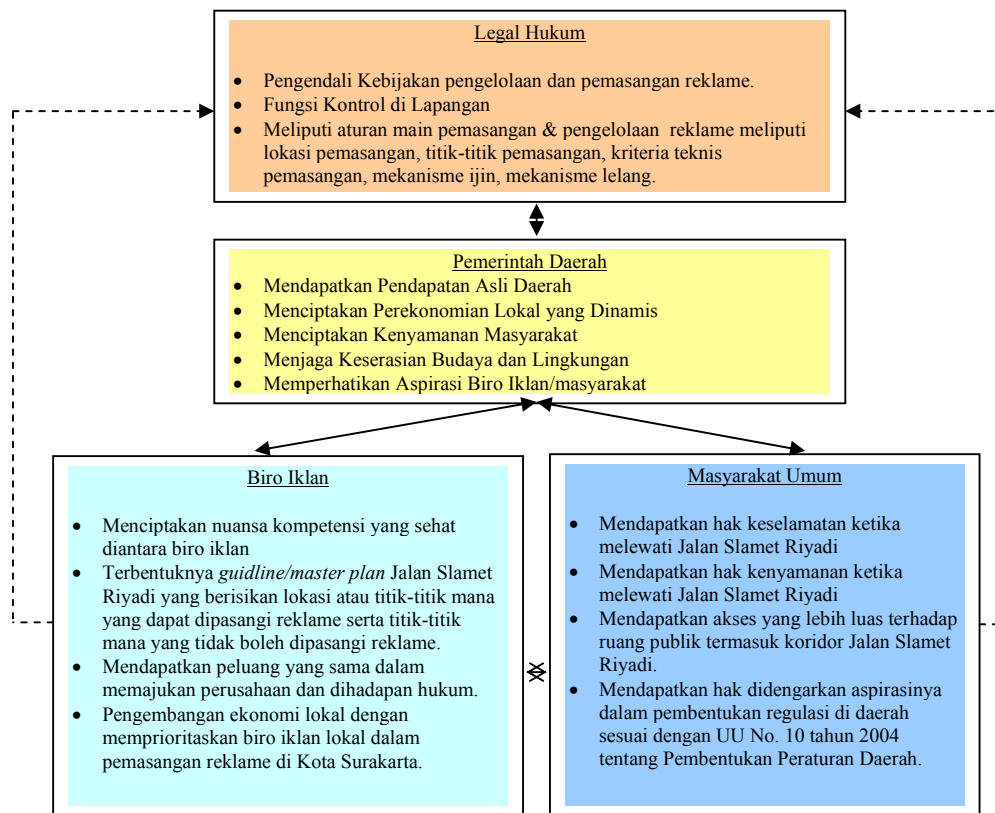 Legal Hukum
• Pengendali Kebijakan pengelolaan dan pemasangan reklame.
• Fungsi Kontrol di Lapangan
• Meliputi aturan main pemasangan & pengelolaan reklame meliputi
lokasi pemasangan, titik-titik pemasangan, kriteria teknis
pemasangan, mekanisme ijin, mekanisme lelang.
Pemerintah Daerah
• Mendapatkan Pendapatan Asli Daerah
• Menciptakan Perekonomian Lokal yang Dinamis
• Menciptakan Kenyamanan Masyarakat
• Menjaga Keserasian Budaya dan Lingkungan
• Memperhatikan Aspirasi Biro Iklan/masyarakat
Biro Iklan
• Menciptakan nuansa kompetensi yang sehat
diantara biro iklan
• Terbentuknya guidline/master plan Jalan Slamet
Riyadi yang berisikan lokasi atau titik-titik mana
yang dapat dipasangi reklame serta titik-titik
mana yang tidak boleh dipasangi reklame.
• Mendapatkan peluang yang sama dalam
memajukan perusahaan dan dihadapan hukum.
• Pengembangan ekonomi lokal dengan
memprioritaskan biro iklan lokal dalam
pemasangan reklame di Kota Surakarta.
Masyarakat Umum
• Mendapatkan hak keselamatan ketika
melewati Jalan Slamet Riyadi
• Mendapatkan hak kenyamanan ketika
melewati Jalan Slamet Riyadi
• Mendapatkan akses yang lebih luas terhadap
ruang publik termasuk koridor Jalan Slamet
Riyadi.
• Mendapatkan hak didengarkan aspirasinya
dalam pembentukan regulasi di daerah
sesuai dengan UU No. 10 tahun 2004
tentang Pembentukan Peraturan Daerah.